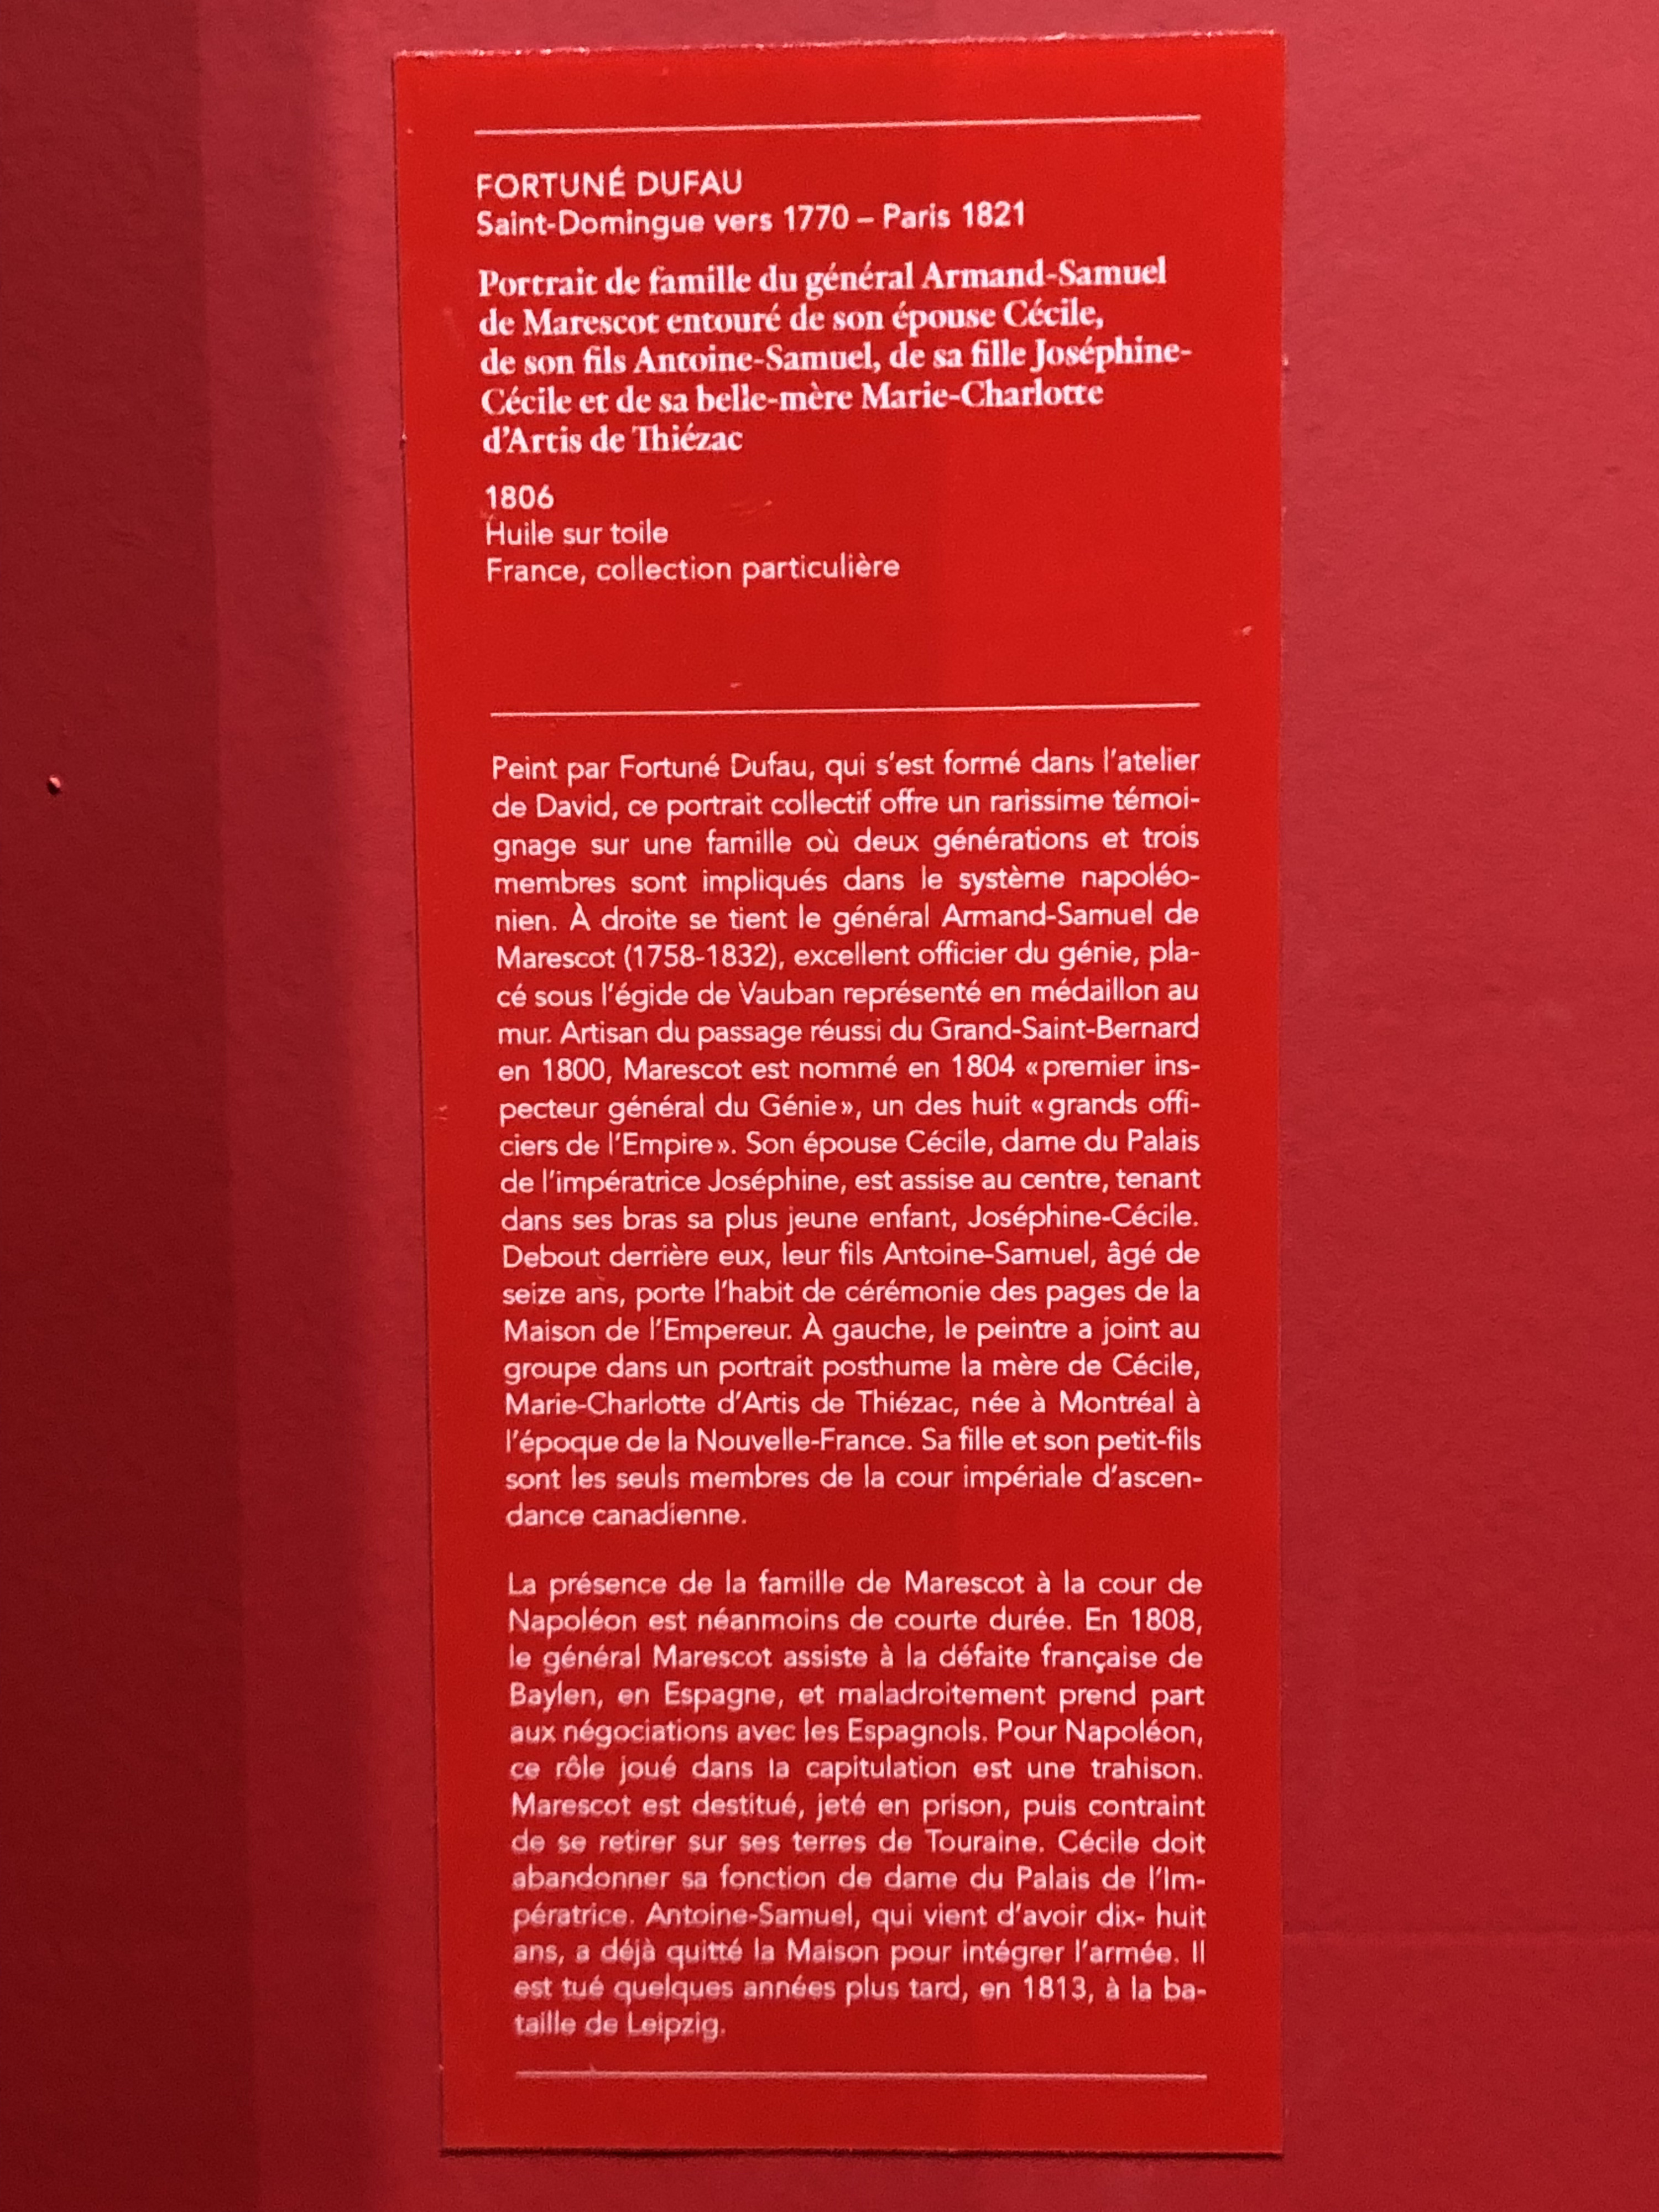 FORTUNÉ DUFAU
Saint-Domingue vers 1770 – Paris 1821
Portrait de famille du général Armand-Samuel
de Marescot entouré de son épouse Cécile,
de son fils Antoine-Samuel, de sa fille Joséphine-
Cécile et de sa belle-mère Marie-Charlotte
d'Artis de Thiézac
1806
Huile sur toile
France, collection particulière
Peint par Fortuné Dufau, qui s'est formé dans l'atelier
de David, ce portrait collectif offre un rarissime témoi-
gnage sur une famille où deux générations et trois
membres sont impliqués dans le système napoléo-
nien. À droite se tient le général Armand-Samuel de
Marescot (1758-1832), excellent officier du génie, pla-
cé sous l'égide de Vauban représenté en médaillon au
mur. Artisan du passage réussi du Grand-Saint-Bernard
en 1800, Marescot est nommé en 1804 «premier ins-
pecteur général du Génie», un des huit «grands offi-
ciers de l'Empire». Son épouse Cécile, dame du Palais
de l'impératrice Joséphine, est assise au centre, tenant
dans ses bras sa plus jeune enfant, Joséphine-Cécile.
Debout derrière eux, leur fils Antoine-Samuel, âgé de
seize ans, porte l'habit de cérémonie des pages de la
Maison de l'Empereur. À gauche, le peintre a joint au
groupe dans un portrait posthume la mère de Cécile,
Marie-Charlotte d'Artis de Thiézac, née à Montréal à
l'époque de la Nouvelle-France. Sa fille et son petit-fils
sont les seuls membres de la cour impériale d'ascen-
dance canadienne.
La présence de la famille de Marescot à la cour de
Napoléon est néanmoins de courte durée. En 1808,
le général Marescot assiste à la défaite française de
Baylen, en Espagne, et maladroitement prend part
aux négociations avec les Espagnols. Pour Napoléon,
ce rôle joué dans la capitulation est une trahison.
Marescot est destitué, jeté en prison, puis contraint
de se retirer sur ses terres de Touraine. Cécile doit
abandonner sa fonction de dame du Palais de l'Im-
pératrice. Antoine-Samuel, qui vient d'avoir dix- huit
ans, a déjà quitté la Maison pour intégrer l'armée. Il
est tué quelques années plus tard, en 1813, à la ba-
taille de Leipzig.